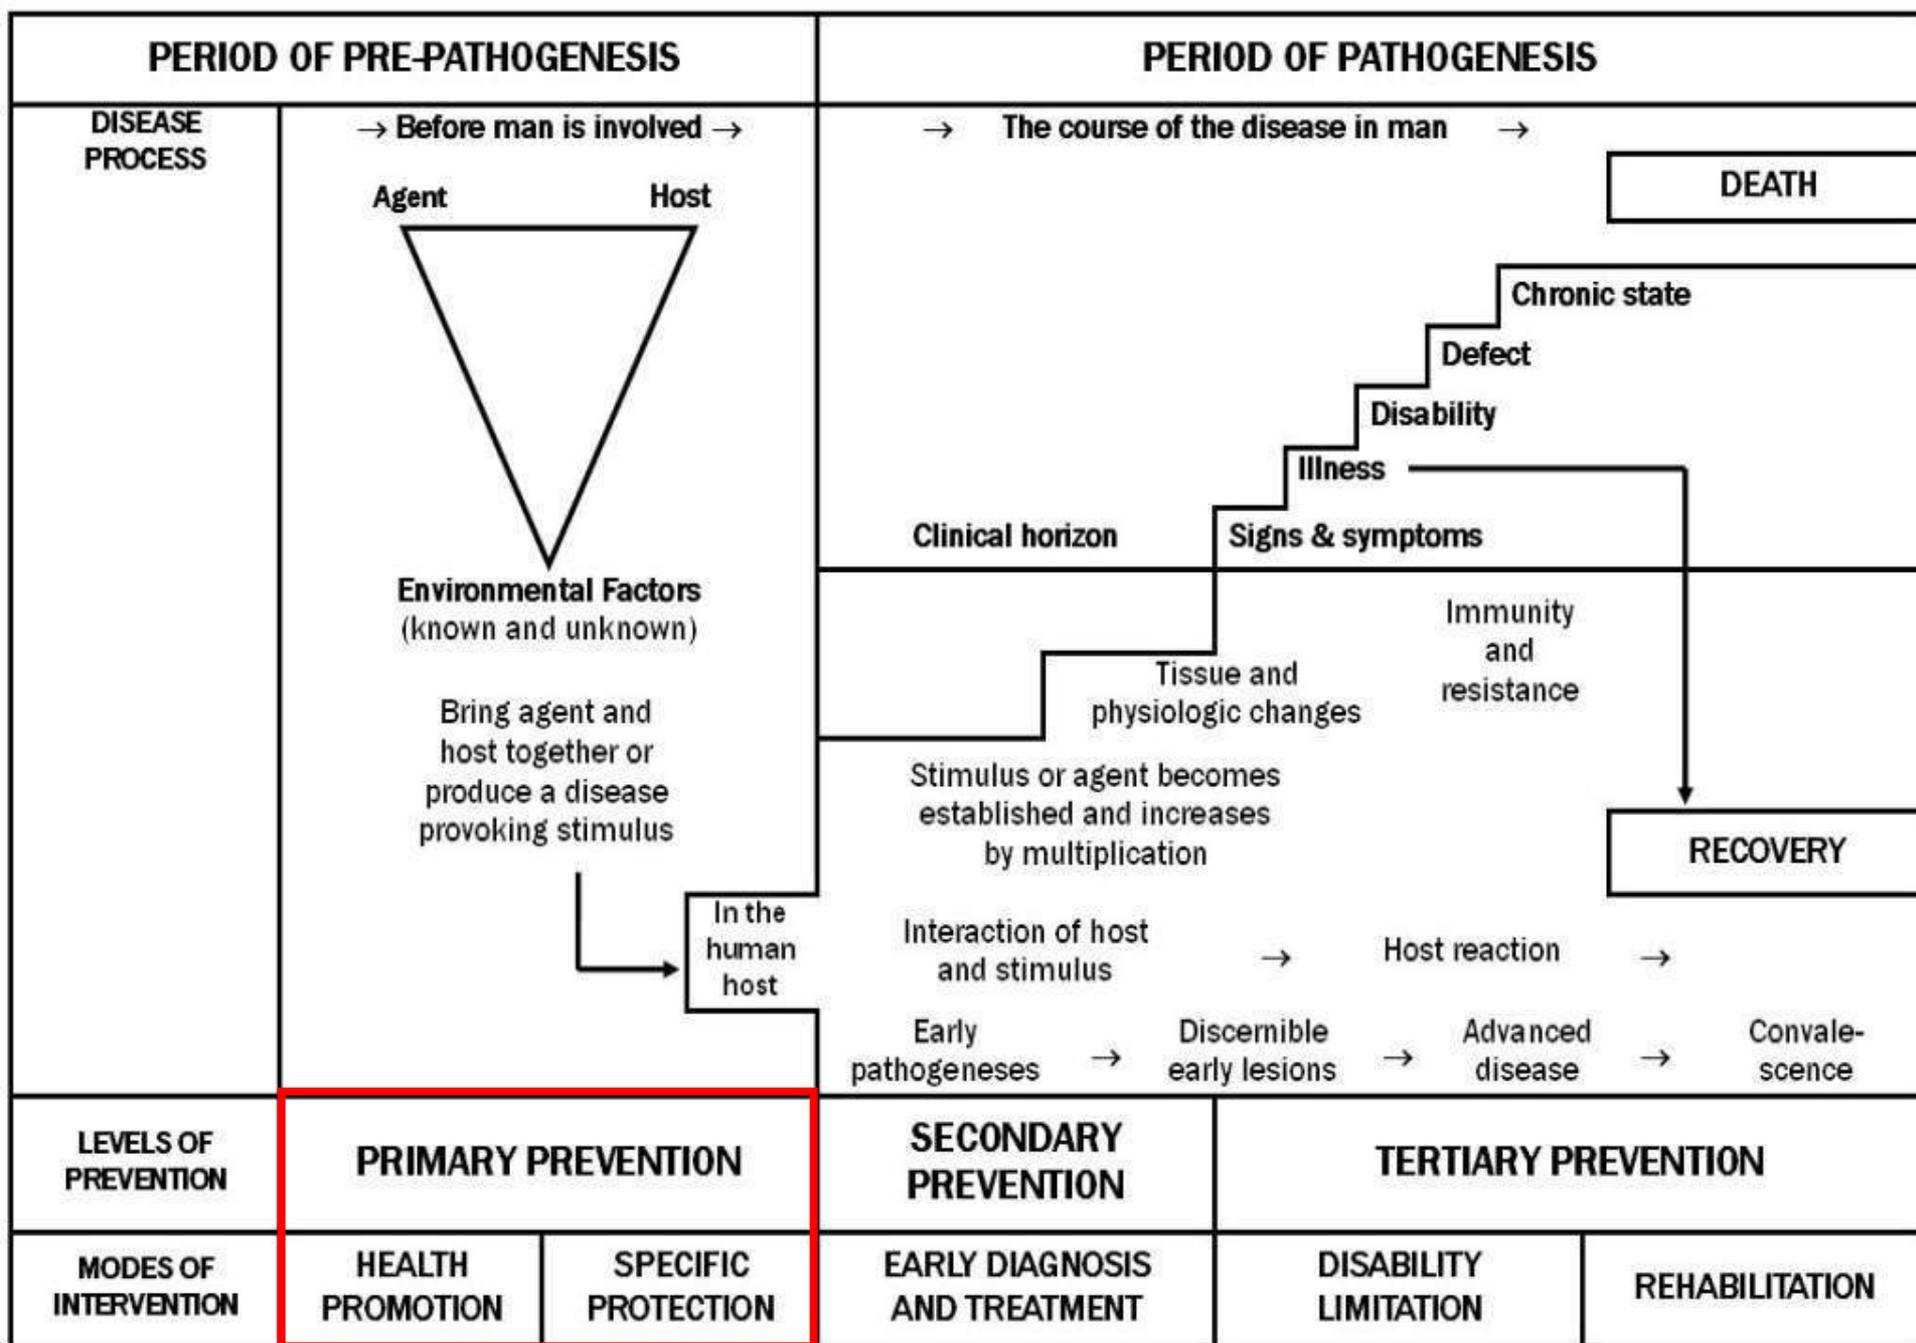 PERIOD OF PRE-PATHOGENESIS
PERIOD OF PATHOGENESIS
DISEASE
PROCESS
→ Before man is involved →
Agent
Host
Environmental Factors
(known and unknown)
Bring agent and
host together or
produce a disease
provoking stimulus
In the
human
host
→ The course of the disease in man →
DEATH
Chronic state
Defect
Disability
Illness
Clinical horizon
Signs & symptoms
Immunity
and
resistance
Tissue and
physiologic changes
Stimulus or agent becomes
established and increases
by multiplication
RECOVERY
Interaction of host
and stimulus
→
Host reaction
→
Early
pathogeneses
→
Discernible
early lesions
→
Advanced
disease
→
Convale-
scence
LEVELS OF
PREVENTION
PRIMARY PREVENTION
SECONDARY
PREVENTION
TERTIARY PREVENTION
MODES OF
INTERVENTION
HEALTH
PROMOTION
SPECIFIC
PROTECTION
EARLY DIAGNOSIS
AND TREATMENT
DISABILITY
LIMITATION
REHABILITATION